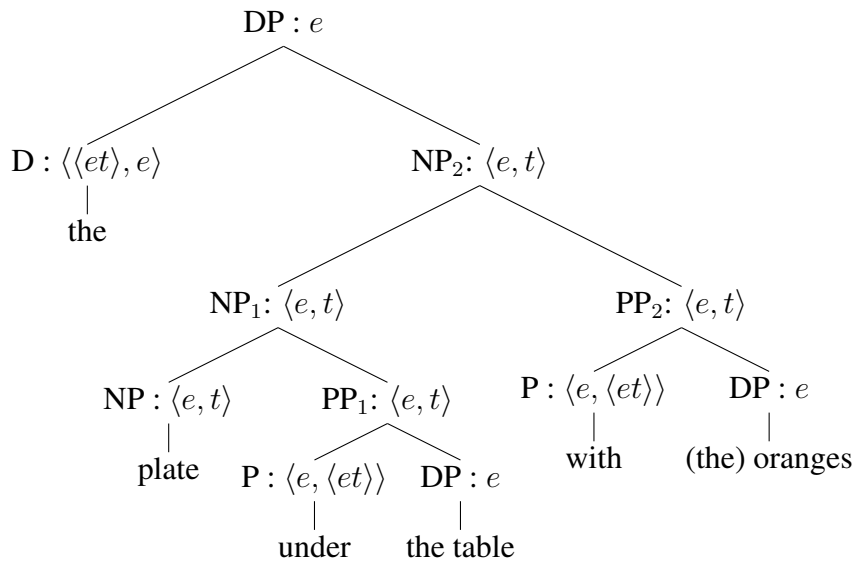 DP : e
D : ⟨⟨et⟩, e⟩ NP₂: ⟨e, t⟩
the
NP₁: ⟨e, t⟩ PP₂: ⟨e, t⟩
NP : ⟨e, t⟩ PP₁: ⟨e, t⟩ P : ⟨e, ⟨et⟩⟩ DP : e
plate P : ⟨e, ⟨et⟩⟩ DP : e with (the) oranges
under the table